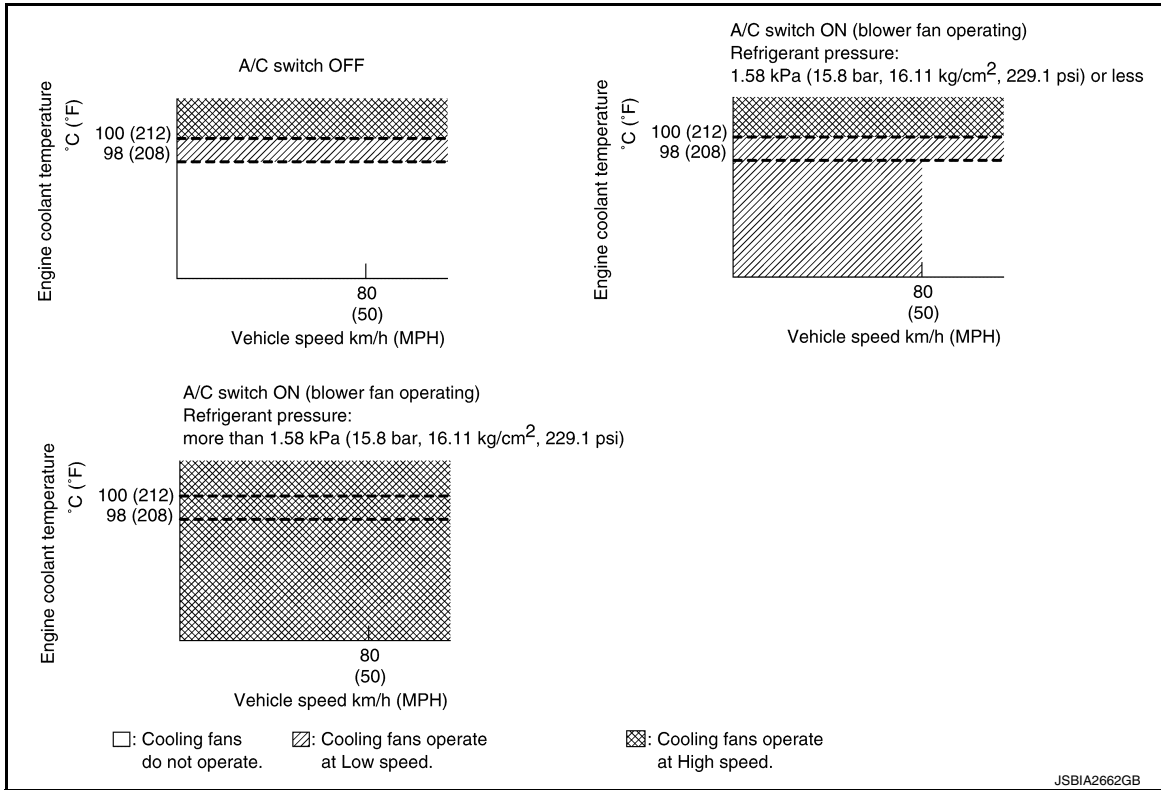 A/C switch OFF
Engine coolant temperature
˚C (˚F)
100 (212)
98 (208)
80
(50)
Vehicle speed km/h (MPH)
A/C switch ON (blower fan operating)
Refrigerant pressure:
1.58 kPa (15.8 bar, 16.11 kg/cm2, 229.1 psi) or less
Engine coolant temperature
˚C (˚F)
100 (212)
98 (208)
80
(50)
Vehicle speed km/h (MPH)
A/C switch ON (blower fan operating)
Refrigerant pressure:
more than 1.58 kPa (15.8 bar, 16.11 kg/cm2, 229.1 psi)
Engine coolant temperature
˚C (˚F)
100 (212)
98 (208)
80
(50)
Vehicle speed km/h (MPH)
: Cooling fans
do not operate.
: Cooling fans operate
at Low speed.
: Cooling fans operate
at High speed.
JSBIA2662GB